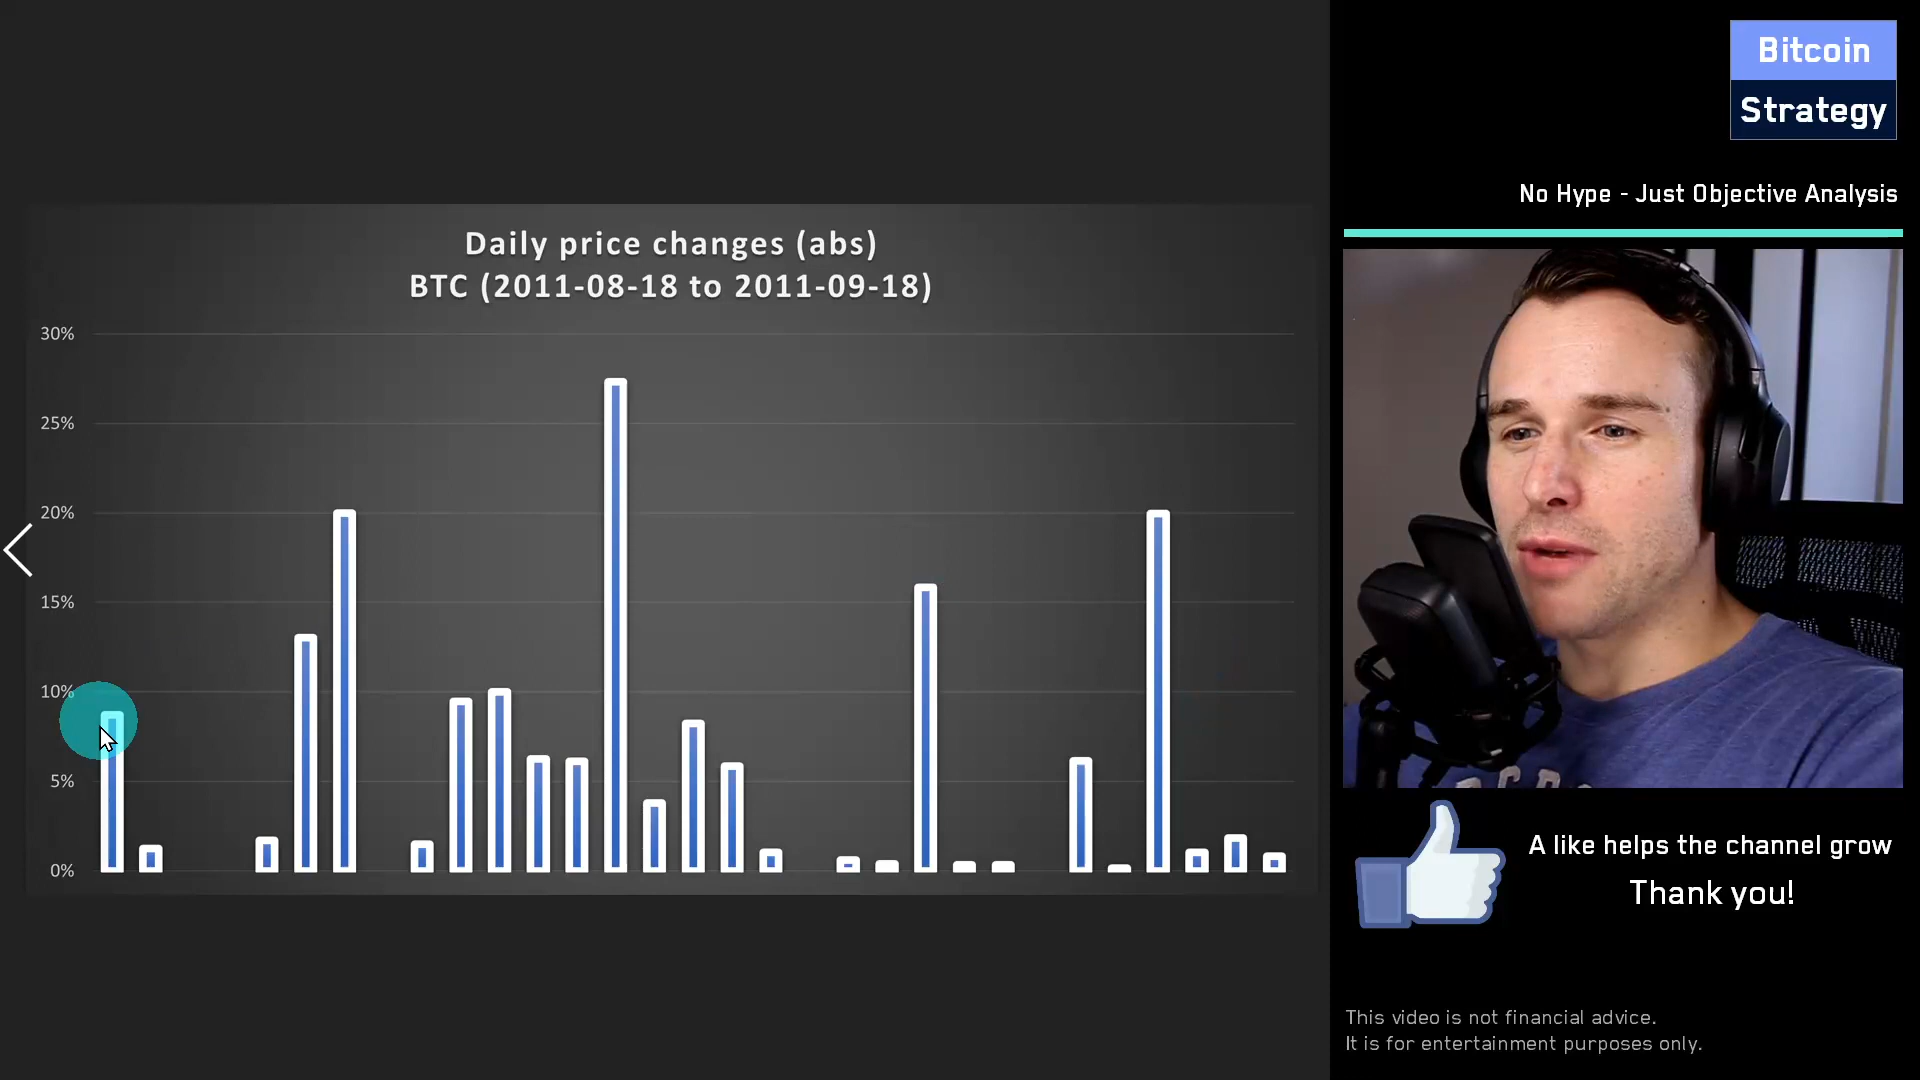 Bitcoin
Strategy
No Hype - Just Objective Analysis
Daily price changes (abs)
BTC (2011-08-18 to 2011-09-18)
30%
25%
20%
15%
10%
5%
0%
A like helps the channel grow
Thank you!
This video is not financial advice.
It is for entertainment purposes only.